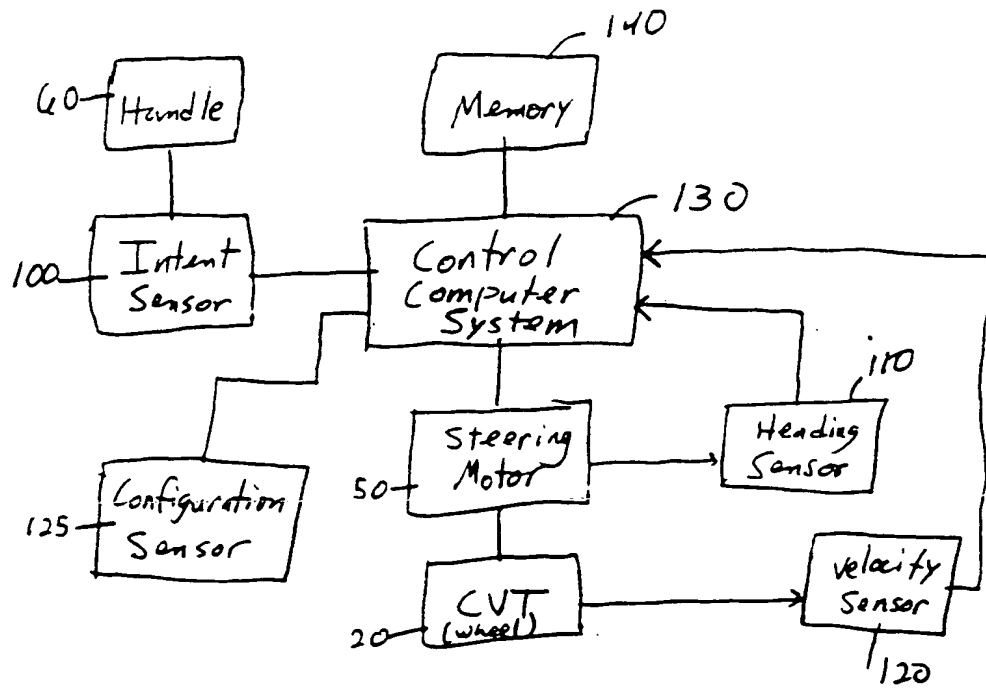 140
60
Handle
Memory
130
100
Intent
Sensor
Control
Computer
System
110
Steering
Motor
50
Heading
Sensor
125
Configuration
Sensor
20
CVT
(wheel)
Velocity
Sensor
120